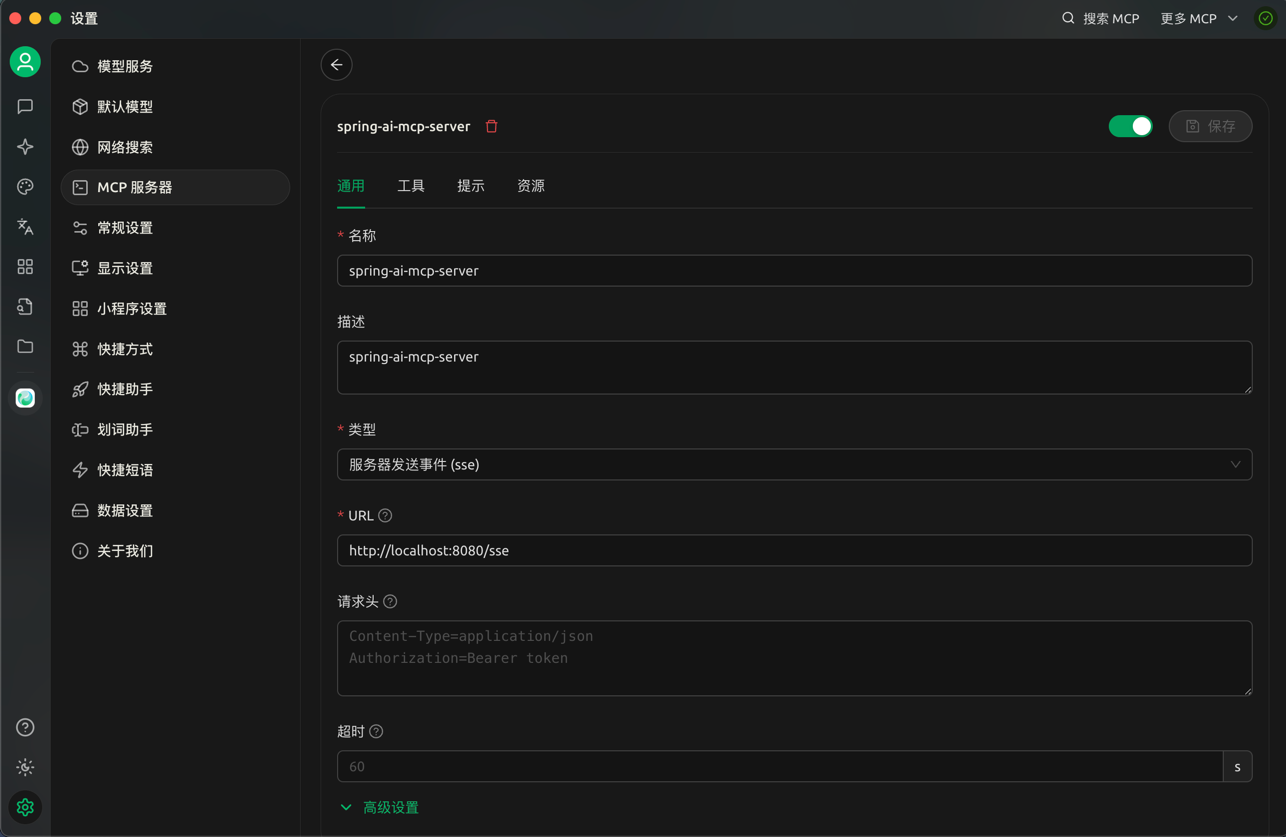 设置
搜索 MCP
更多 MCP
模型服务
默认模型
网络搜索
MCP 服务器
常规设置
显示设置
小程序设置
快捷方式
快捷助手
划词助手
快捷短语
数据设置
关于我们
spring-ai-mcp-server
保存
通用 工具 提示 资源
* 名称
spring-ai-mcp-server
描述
spring-ai-mcp-server
* 类型
服务器发送事件 (sse)
* URL
http://localhost:8080/sse
请求头
Content-Type=application/json
Authorization=Bearer token
超时
60 s
高级设置